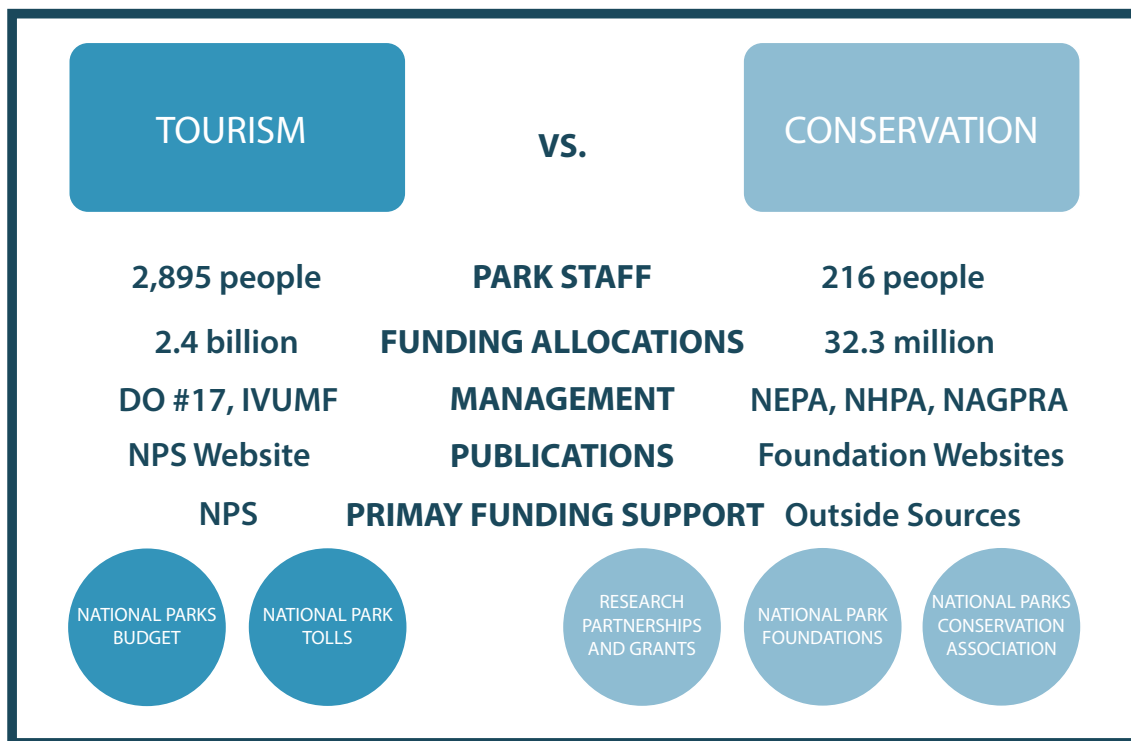 TOURISM
VS.
CONSERVATION
2,895 people PARK STAFF 216 people
2.4 billion FUNDING ALLOCATIONS 32.3 million
DO #17, IVUMF MANAGEMENT NEPA, NHPA, NAGPRA
NPS Website PUBLICATIONS Foundation Websites
NPS PRIMAY FUNDING SUPPORT Outside Sources
NATIONAL PARKS
BUDGET
NATIONAL PARK
TOLLS
RESEARCH
PARTNERSHIPS
AND GRANTS
NATIONAL PARK
FOUNDATIONS
NATIONAL PARKS
CONSERVATION
ASSOCIATION